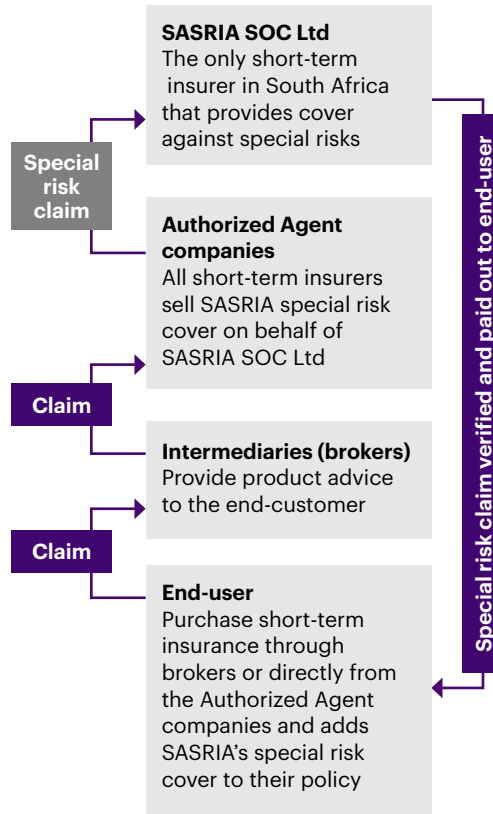 SASRIA SOC Ltd
The only short-term
insurer in South Africa
that provides cover
against special risks
Special
risk
claim
Authorized Agent
companies
All short-term insurers
sell SASRIA special risk
cover on behalf of
SASRIA SOC Ltd
Claim
Intermediaries (brokers)
Provide product advice
to the end-customer
Claim
End-user
Purchase short-term
insurance through
brokers or directly from
the Authorized Agent
companies and adds
SASRIA’s special risk
cover to their policy
Special risk claim verified and paid out to end-user